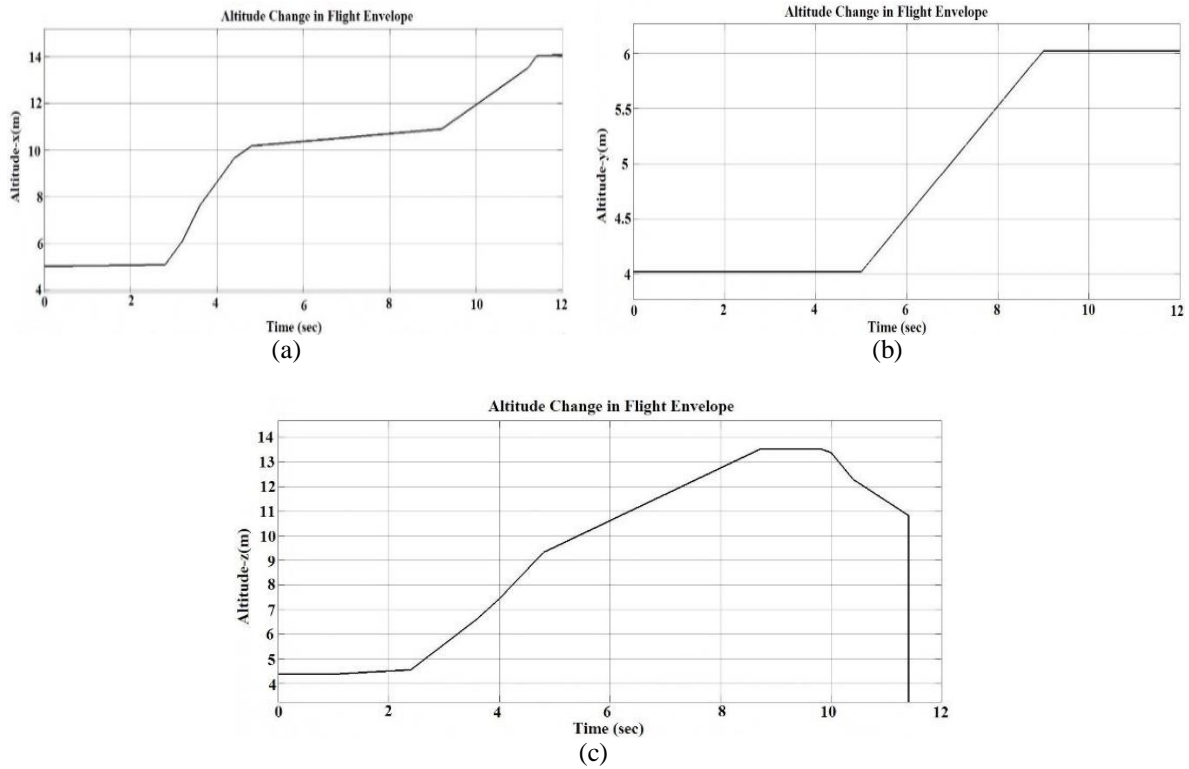 Altitude Change in Flight Envelope
14
12
10
8
6
4
Altitude-x(m)
0 2 4 6 8 10 12
Time (sec)
(a)
Altitude Change in Flight Envelope
6
5.5
5
4.5
4
Altitude-y(m)
0 2 4 6 8 10 12
Time (sec)
(b)
Altitude Change in Flight Envelope
14
13
12
11
10
9
8
7
6
5
4
Altitude-z(m)
0 2 4 6 8 10 12
Time (sec)
(c)